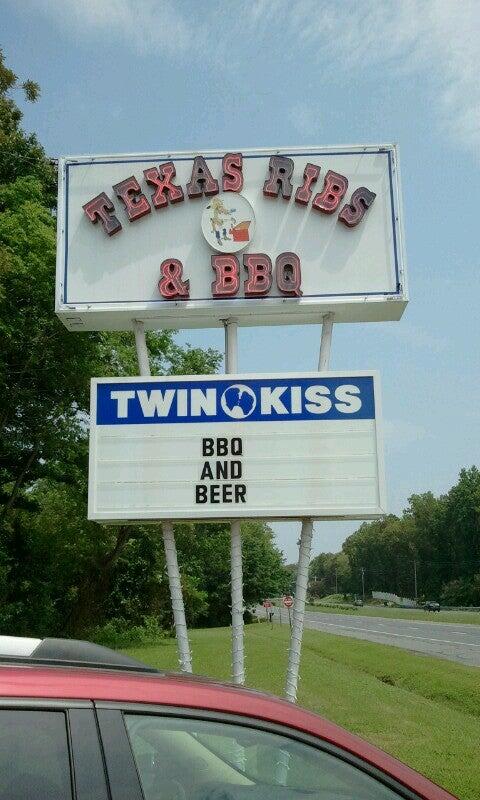 TEXAS RIBS
& BBQ
TWIN KISS
BBQ
AND
BEER